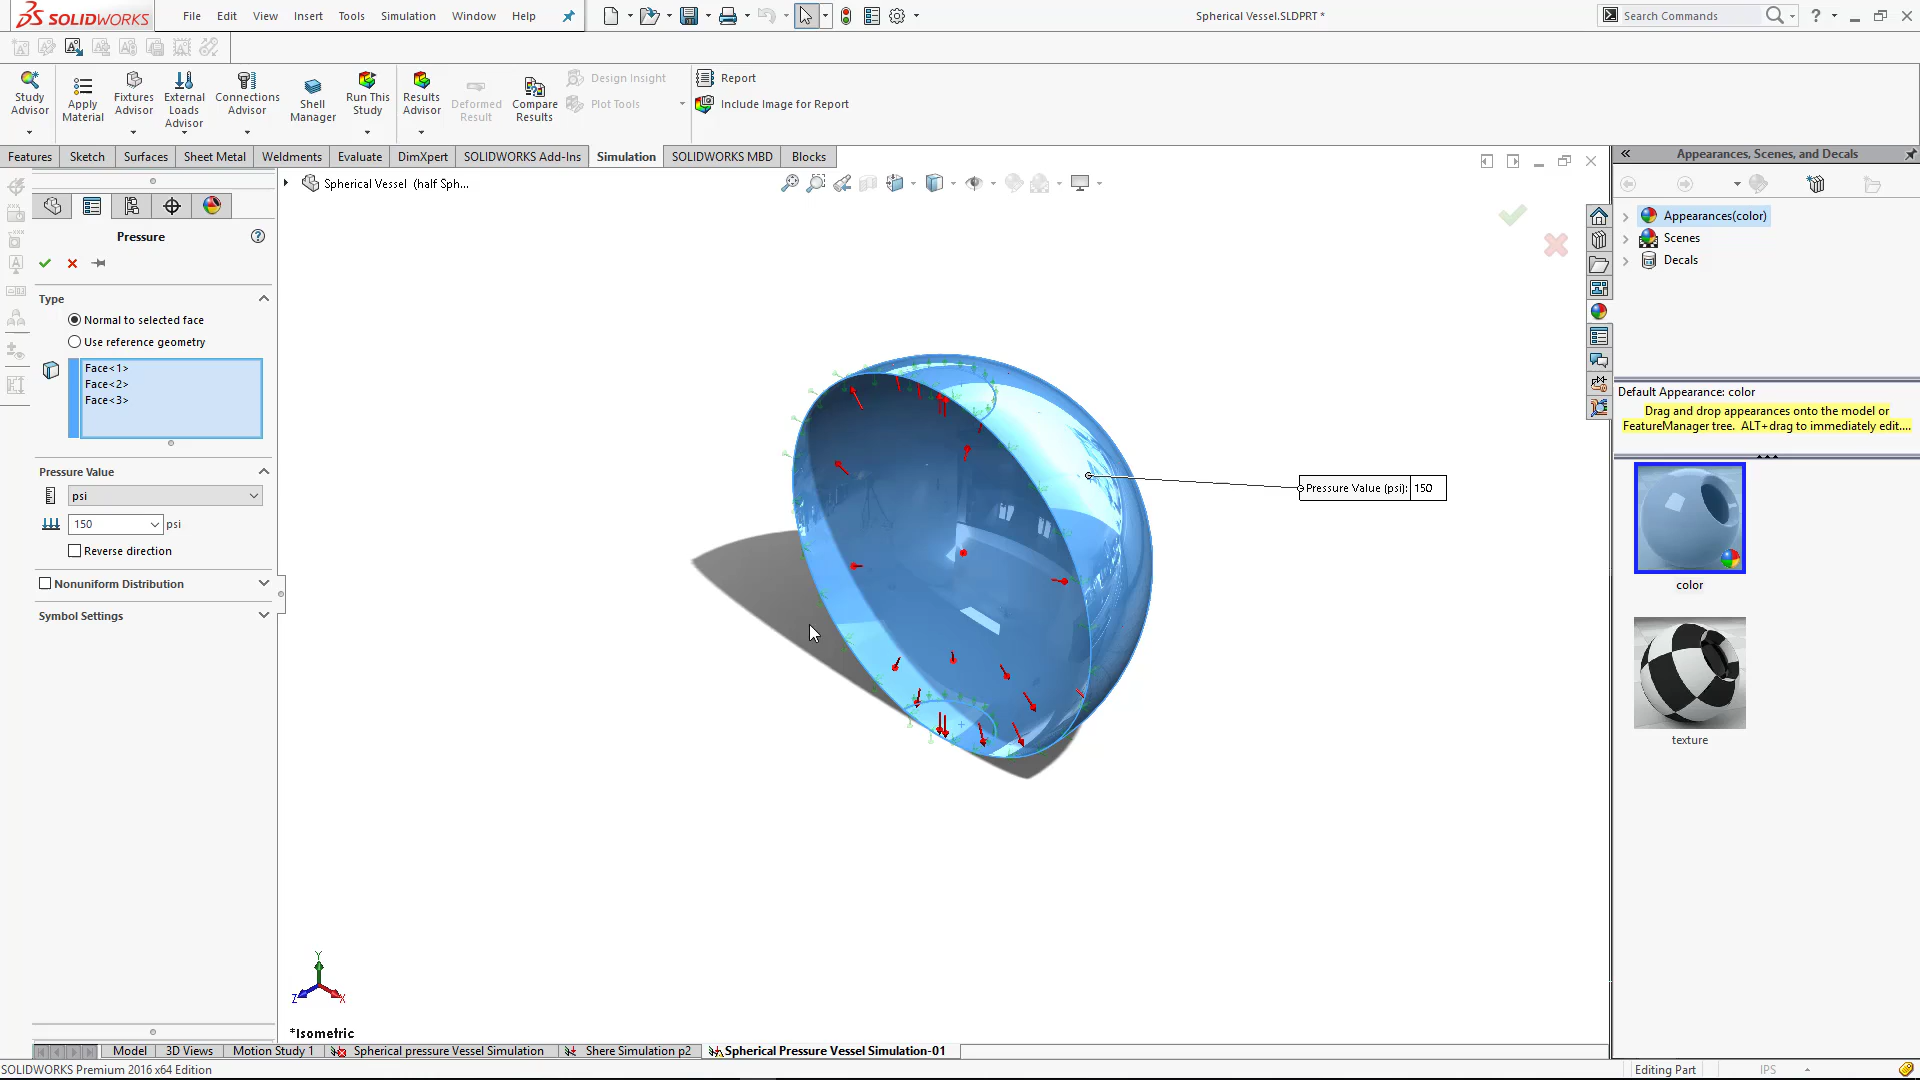 SOLIDWORKS
File Edit View Insert Tools Simulation Window Help
Spherical Vessel.SLDPRT *
Search Commands
Study Advisor
Apply Material
Fixtures Advisor
External Loads Advisor
Connections Advisor
Shell Manager
Run This Study
Results Advisor
Deformed Result
Compare Results
Design Insight
Plot Tools
Report
Include Image for Report
Features Sketch Surfaces Sheet Metal Weldments Evaluate DimXpert SOLIDWORKS Add-Ins Simulation SOLIDWORKS MBD Blocks
Spherical Vessel (half Sph...
Pressure
Type
Normal to selected face
Use reference geometry
Face<1>
Face<2>
Face<3>
Pressure Value
psi
150 psi
Reverse direction
Nonuniform Distribution
Symbol Settings
Pressure Value (psi): 150
Y
Z X
*Isometric
Appearances, Scenes, and Decals
Appearances(color)
Scenes
Decals
Default Appearance: color
Drag and drop appearances onto the model or
FeatureManager tree. ALT+drag to immediately edit....
color
texture
Model 3D Views Motion Study 1 Spherical pressure Vessel Simulation Shere Simulation p2 Spherical Pressure Vessel Simulation-01
SOLIDWORKS Premium 2016 x64 Edition
Editing Part IPS